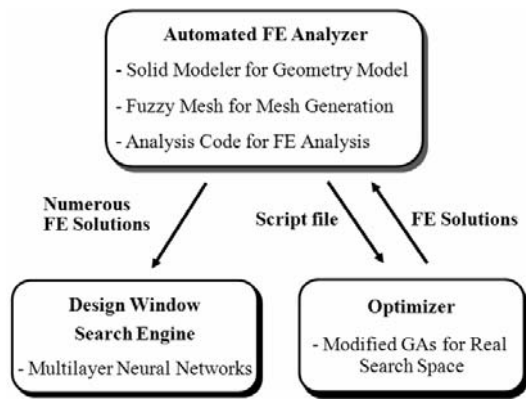 Automated FE Analyzer
- Solid Modeler for Geometry Model
- Fuzzy Mesh for Mesh Generation
- Analysis Code for FE Analysis
Numerous
FE Solutions
Script file
FE Solutions
Design Window
Search Engine
- Multilayer Neural Networks
Optimizer
- Modified GAs for Real
Search Space